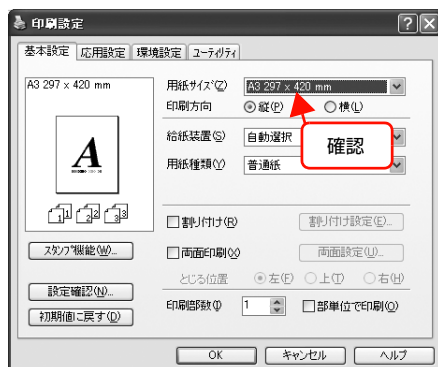 印刷設定
基本設定 応用設定 環境設定 ユーティリティ
A3 297 x 420 mm
用紙サイズ(Z) A3 297 x 420 mm
印刷方向 縦(P) 横(L)
給紙装置(S) 自動選択
確認
用紙種類(Y) 普通紙
A
1 2 3
割り付け(R) 割り付け設定(E)...
スタンプ機能(W)...
両面印刷(X) 両面設定(U)...
とじる位置 左(F) 上(T) 右(H)
設定確認(N)...
印刷部数(I) 1 部単位で印刷(O)
初期値に戻す(D)
OK キャンセル ヘルプ